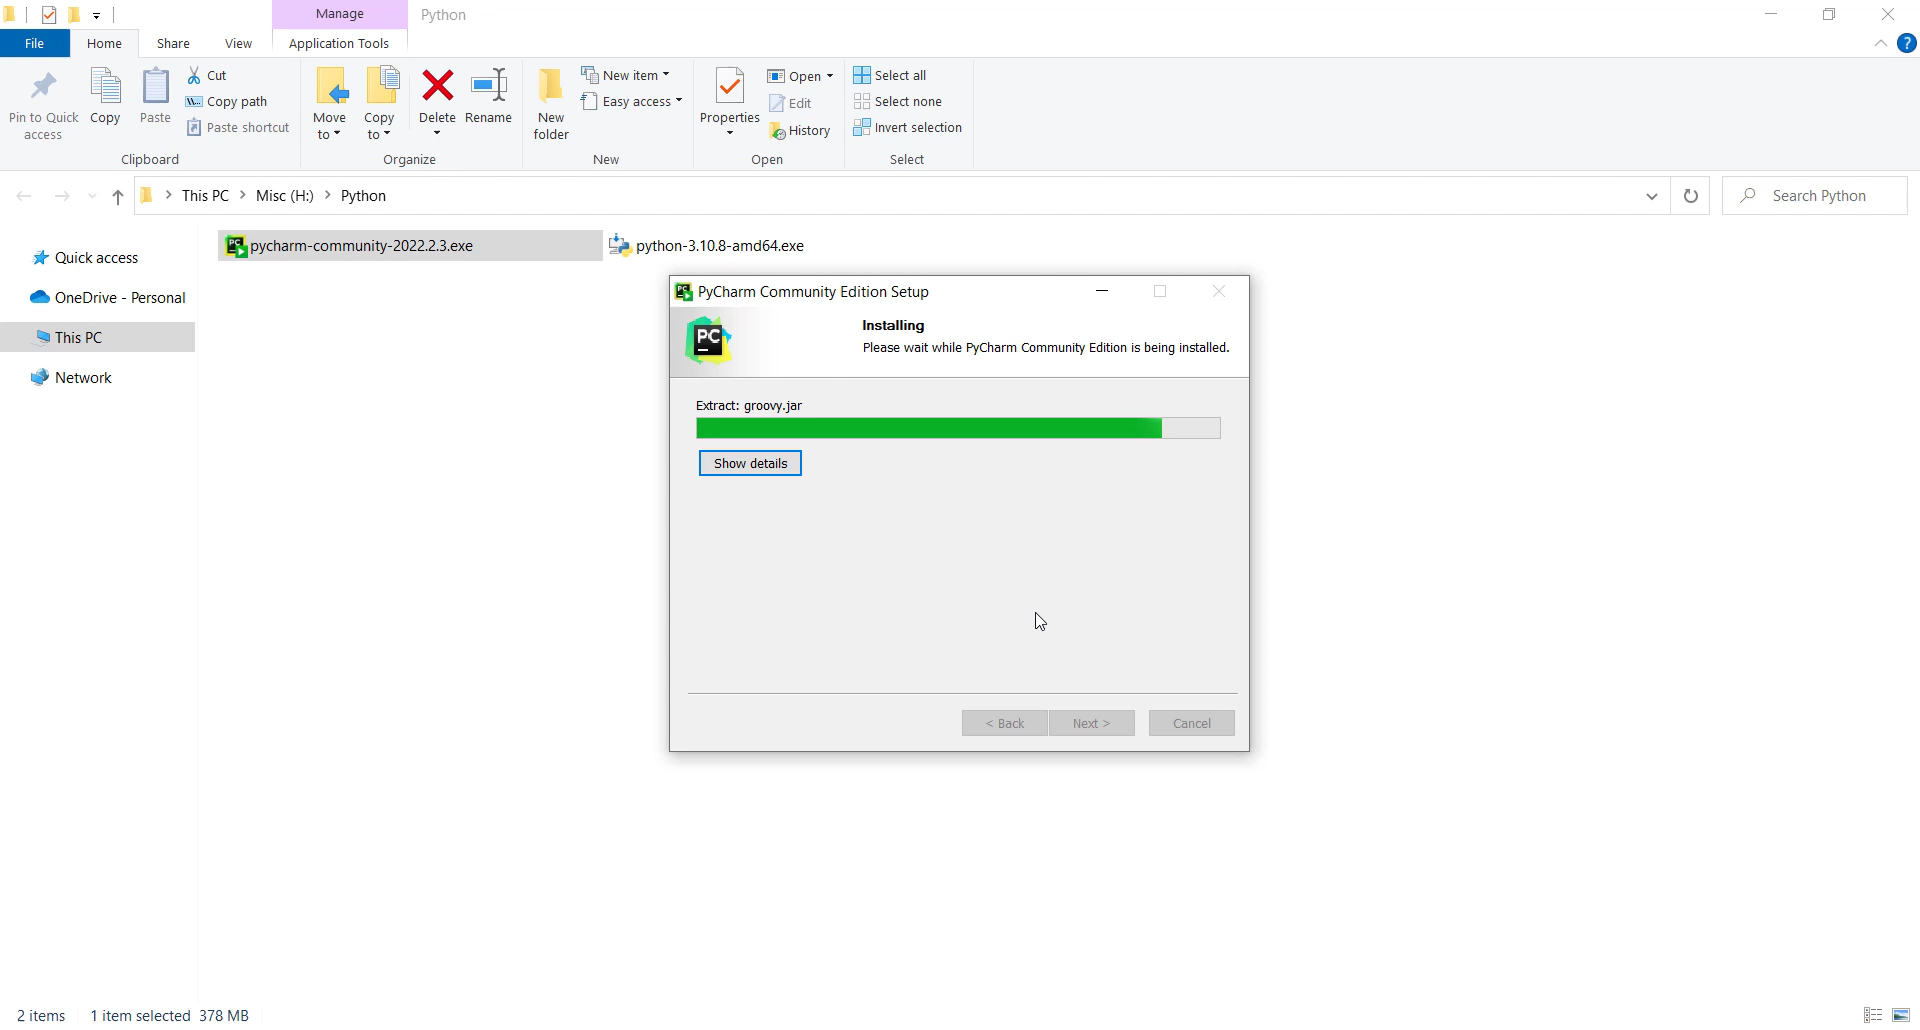 Manage
Python
File
Home
Share
View
Application Tools
Pin to Quick access
Copy
Paste
Cut
Copy path
Paste shortcut
Clipboard
Move to
Copy to
Delete
Rename
Organize
New folder
New item
Easy access
New
Properties
Open
Edit
History
Open
Select all
Select none
Invert selection
Select
This PC > Misc (H:) > Python
Search Python
Quick access
OneDrive - Personal
This PC
Network
pycharm-community-2022.2.3.exe
python-3.10.8-amd64.exe
PyCharm Community Edition Setup
PC
Installing
Please wait while PyCharm Community Edition is being installed.
Extract: groovy.jar
Show details
< Back
Next >
Cancel
2 items
1 item selected 378 MB